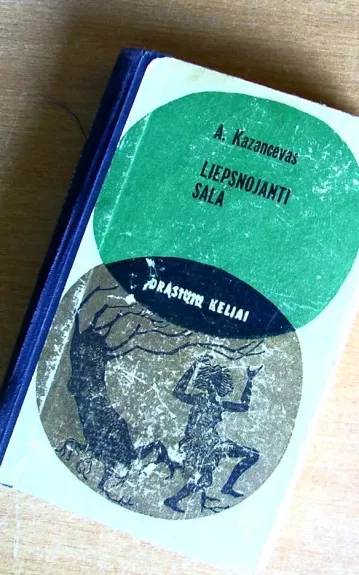 A. Kazancevas
LIEPSNOJANTI
SALA
DRĄSIŲJŲ KELIAI